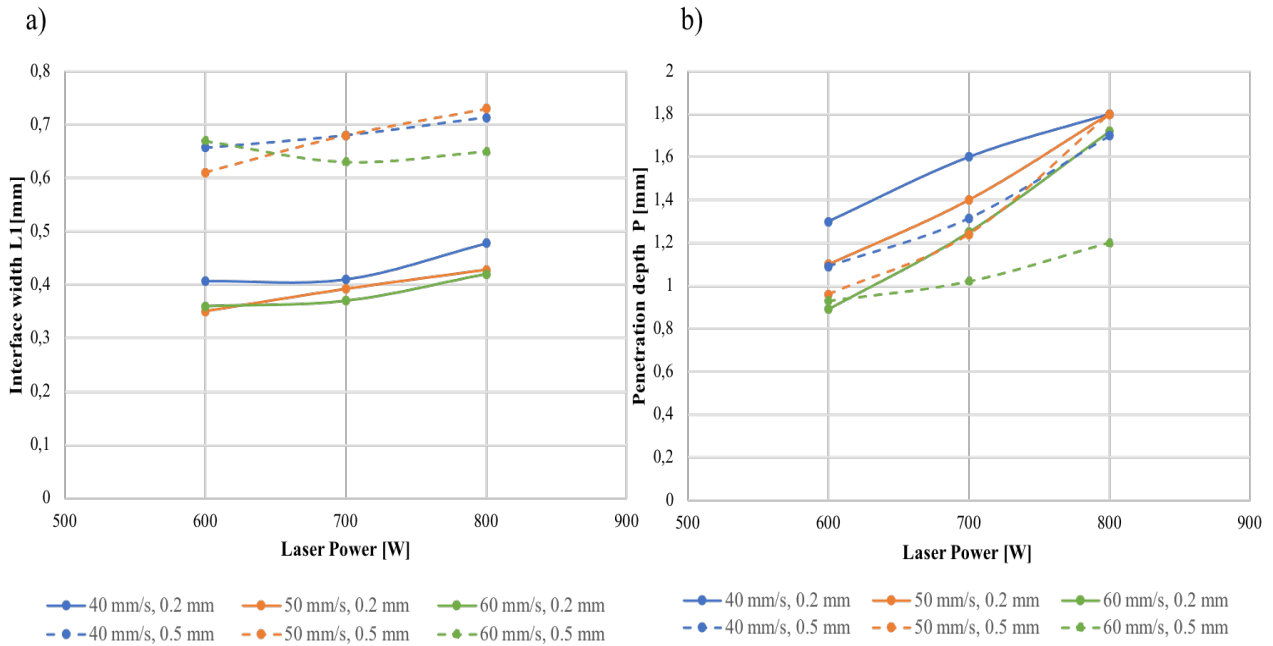 a)
Interface width L1[mm]
0,8
0,7
0,6
0,5
0,4
0,3
0,2
0,1
0
500 600 700 800 900
Laser Power [W]
40 mm/s, 0.2 mm 50 mm/s, 0.2 mm 60 mm/s, 0.2 mm
40 mm/s, 0.5 mm 50 mm/s, 0.5 mm 60 mm/s, 0.5 mm
b)
Penetration depth P [mm]
2
1,8
1,6
1,4
1,2
1
0,8
0,6
0,4
0,2
0
500 600 700 800 900
Laser Power [W]
40 mm/s, 0.2 mm 50 mm/s, 0.2 mm 60 mm/s, 0.2 mm
40 mm/s, 0.5 mm 50 mm/s, 0.5 mm 60 mm/s, 0.5 mm